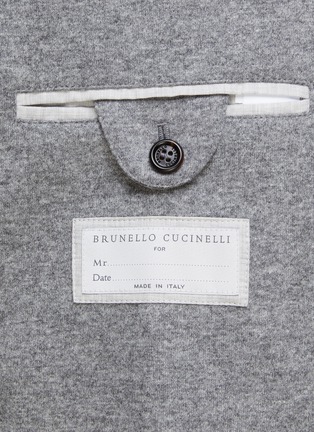 BRUNELLO CUCINELLI
FOR
Mr.
Date
MADE IN ITALY